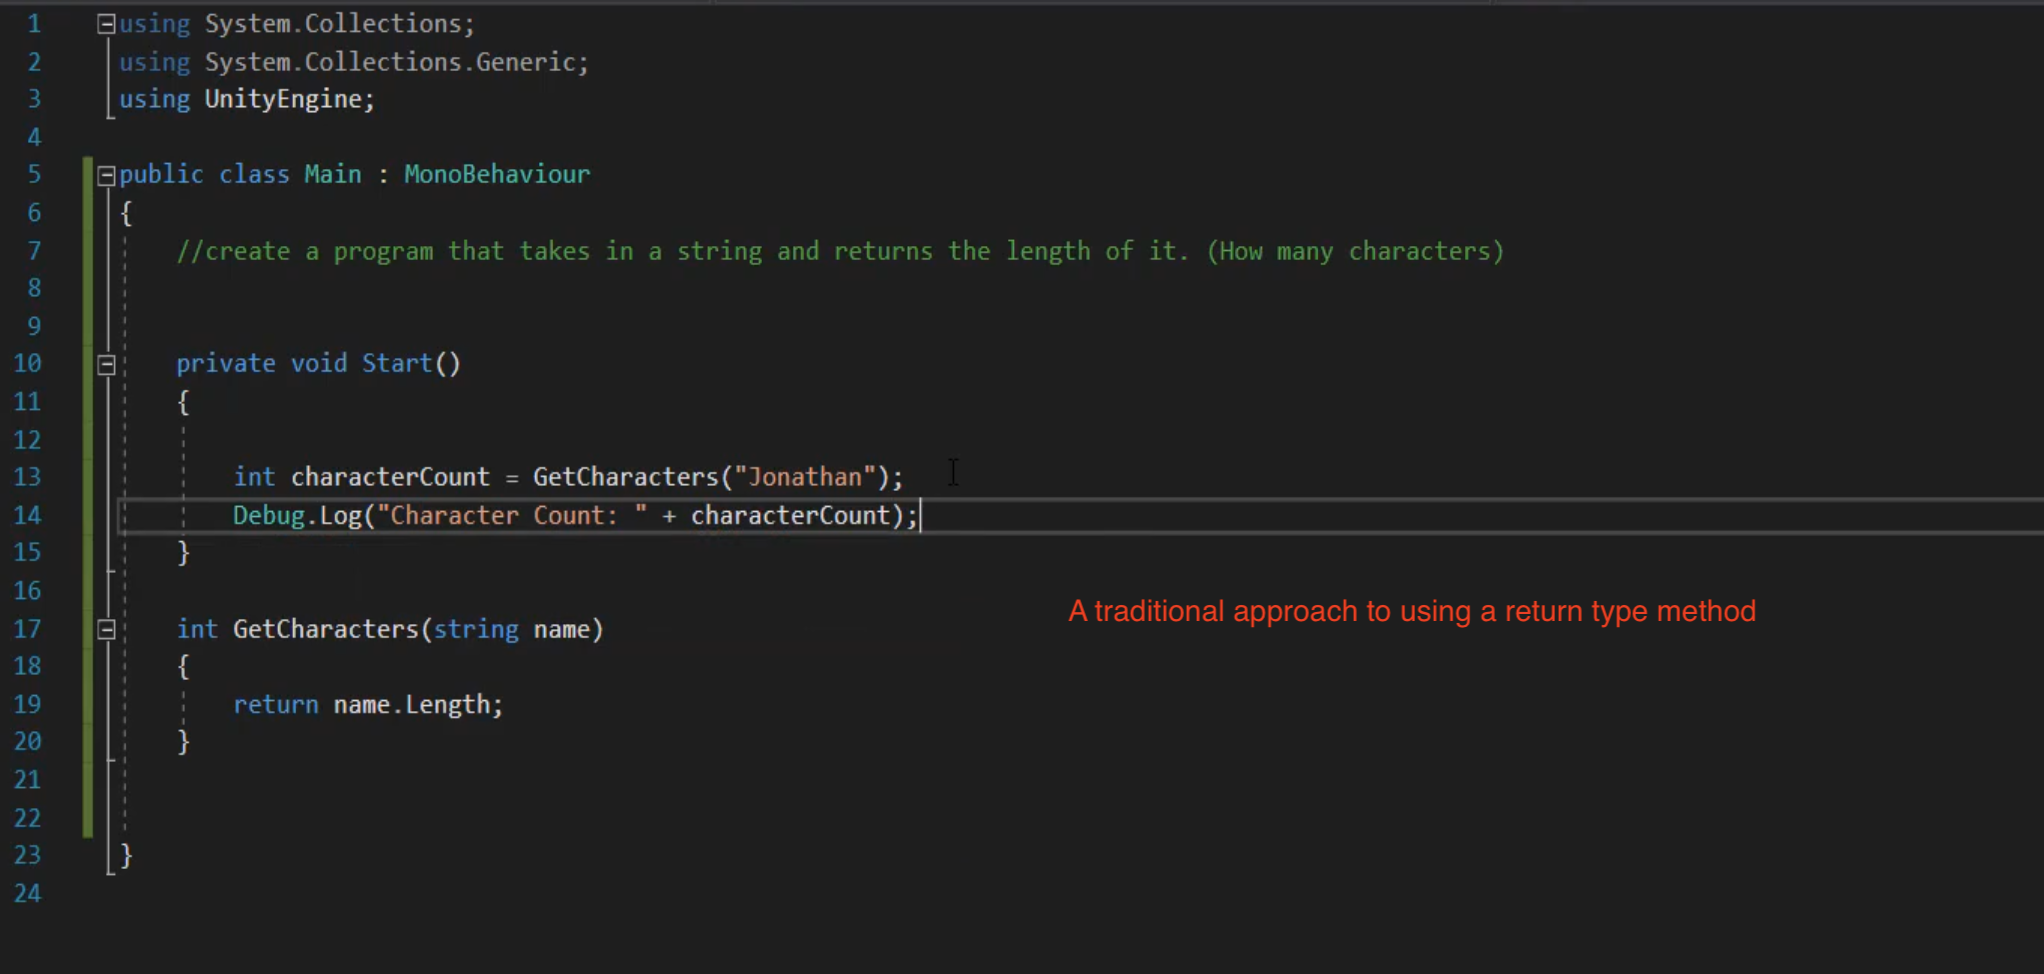 1 using System.Collections;
2 using System.Collections.Generic;
3 using UnityEngine;
4
5 public class Main : MonoBehaviour
6 {
7 //create a program that takes in a string and returns the length of it. (How many characters)
8
9
10 private void Start()
11 {
12
13 int characterCount = GetCharacters("Jonathan");
14 Debug.Log("Character Count: " + characterCount);
15 }
16
A traditional approach to using a return type method
17 int GetCharacters(string name)
18 {
19 return name.Length;
20 }
21
22
23 }
24